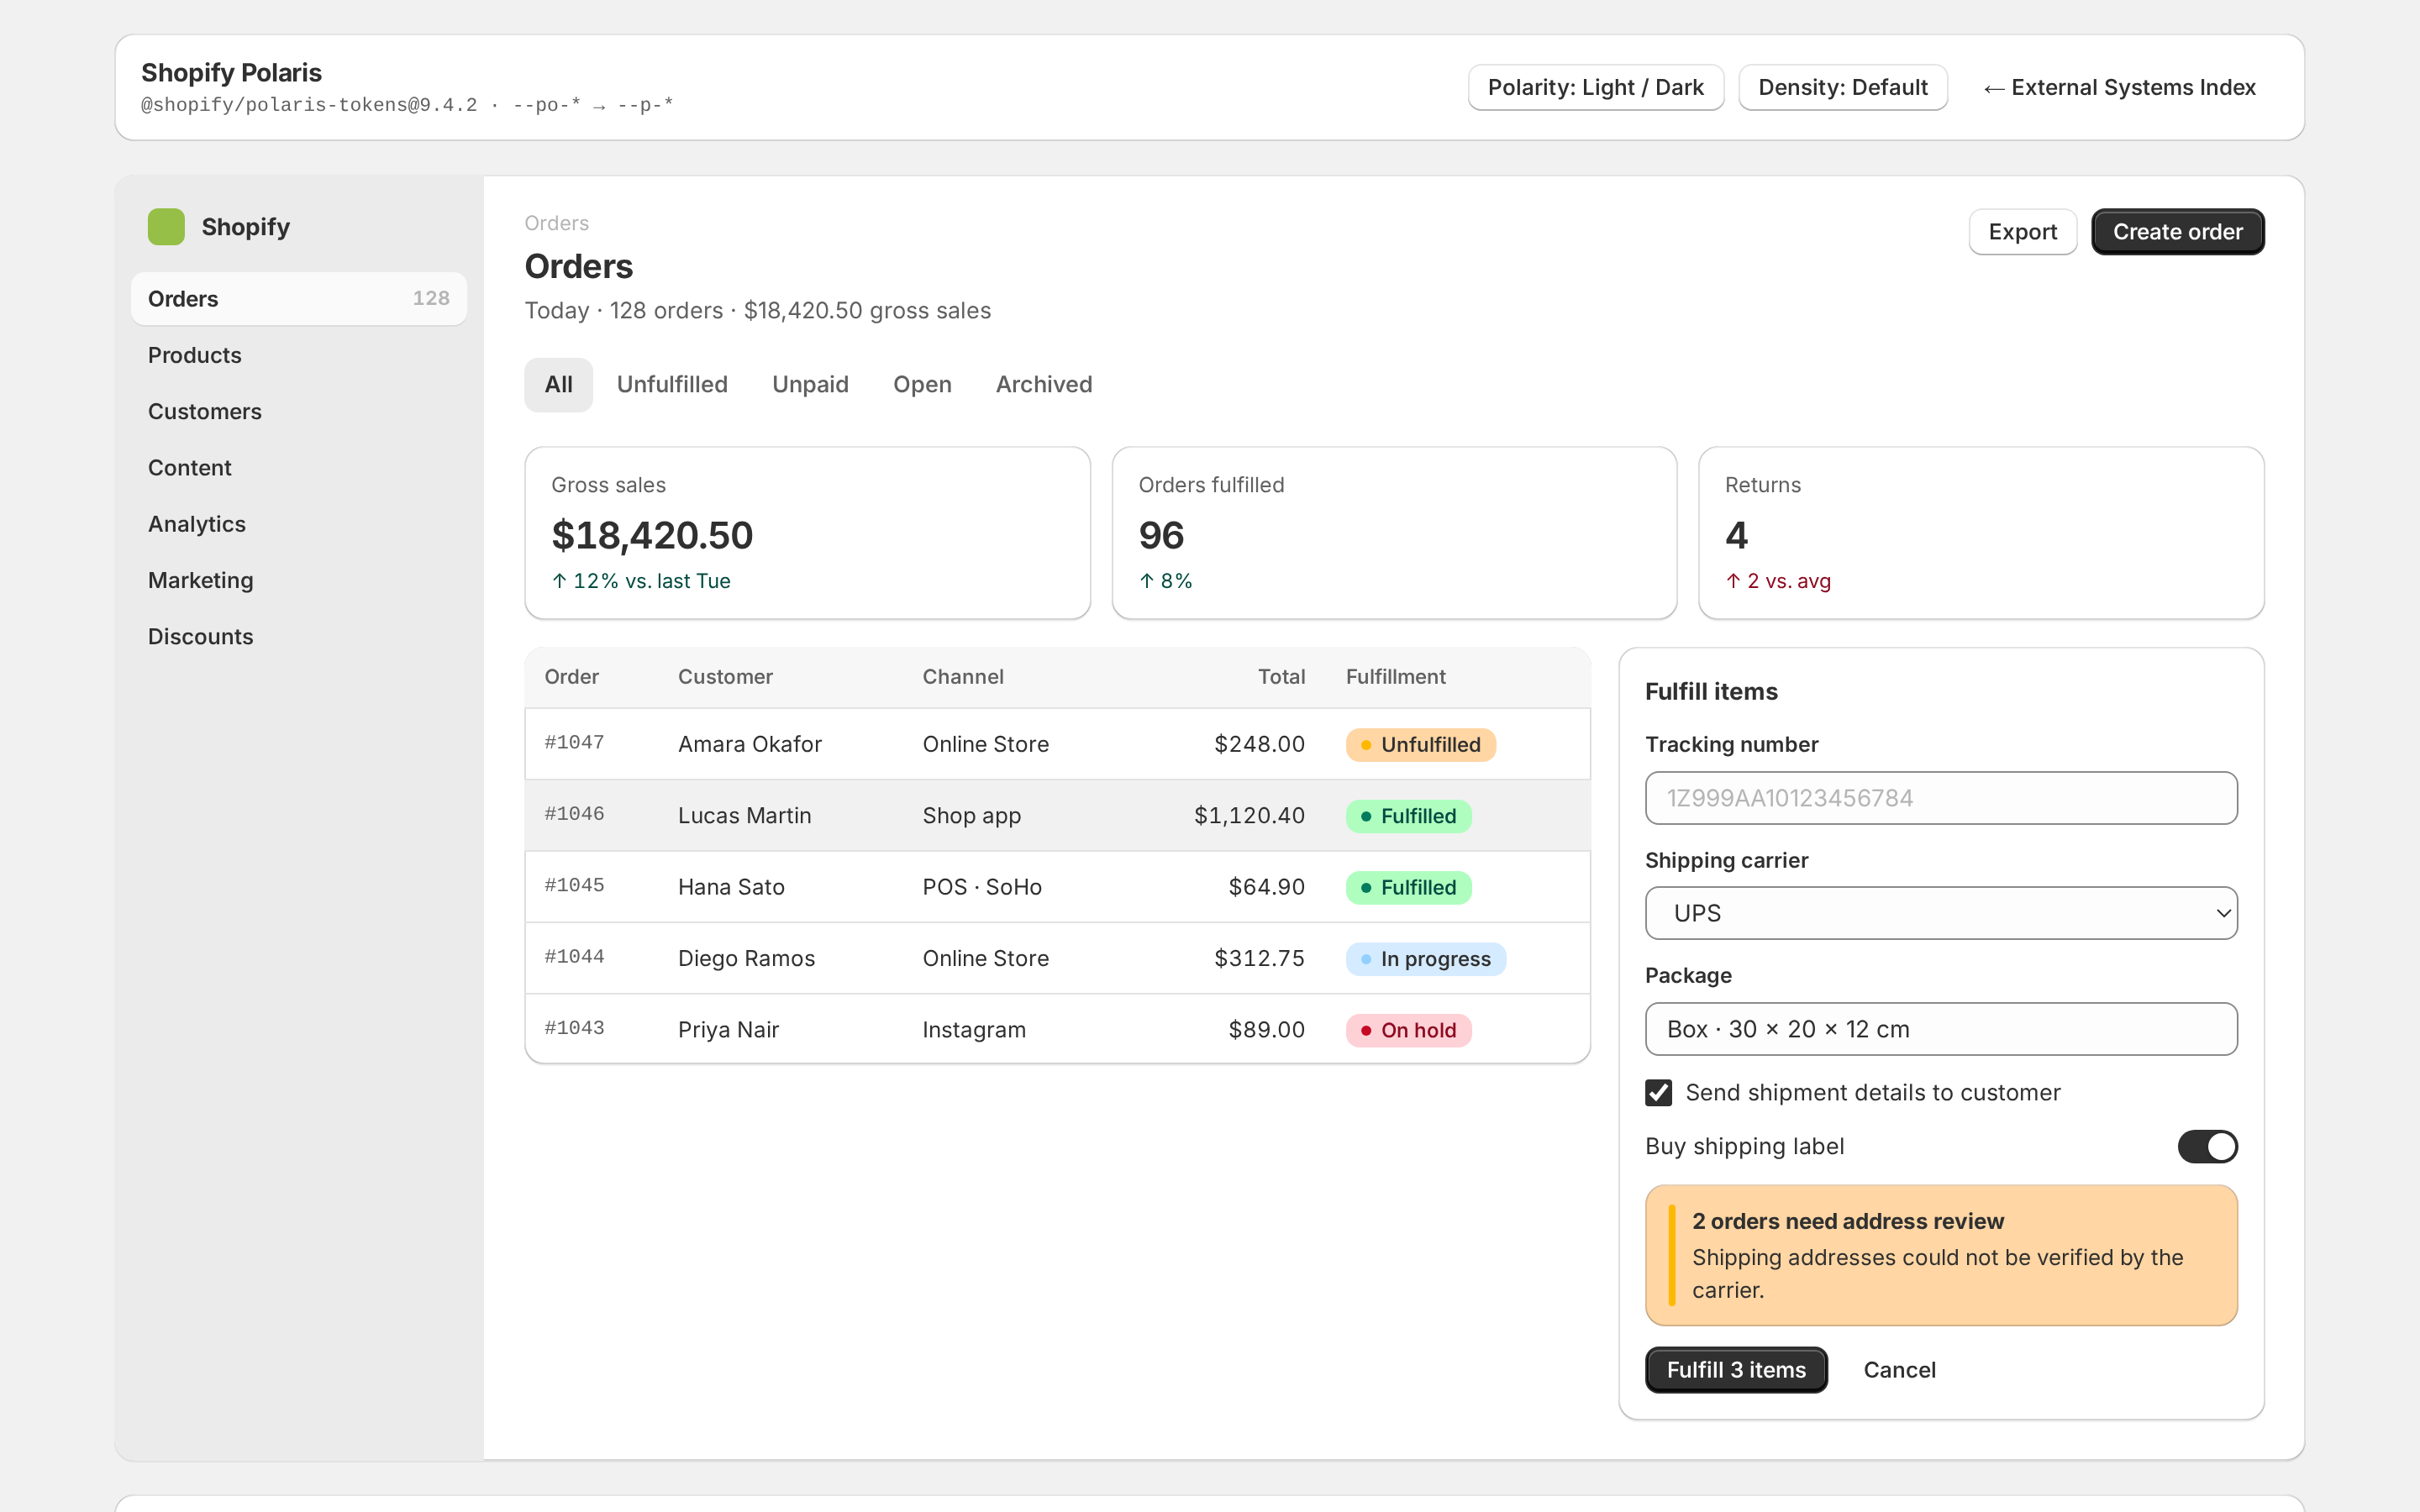 Shopify Polaris
@shopify/polaris-tokens@9.4.2 · --po-* → --p-*
Polarity: Light / Dark
Density: Default
← External Systems Index
Shopify
Orders 128
Products
Customers
Content
Analytics
Marketing
Discounts
Orders
Orders
Today · 128 orders · $18,420.50 gross sales
Export
Create order
All Unfulfilled Unpaid Open Archived
Gross sales
$18,420.50
↑ 12% vs. last Tue
Orders fulfilled
96
↑ 8%
Returns
4
↑ 2 vs. avg
Order Customer Channel Total Fulfillment
#1047 Amara Okafor Online Store $248.00 Unfulfilled
#1046 Lucas Martin Shop app $1,120.40 Fulfilled
#1045 Hana Sato POS · SoHo $64.90 Fulfilled
#1044 Diego Ramos Online Store $312.75 In progress
#1043 Priya Nair Instagram $89.00 On hold
Fulfill items
Tracking number
1Z999AA10123456784
Shipping carrier
UPS
Package
Box · 30 × 20 × 12 cm
Send shipment details to customer
Buy shipping label
2 orders need address review
Shipping addresses could not be verified by the
carrier.
Fulfill 3 items
Cancel